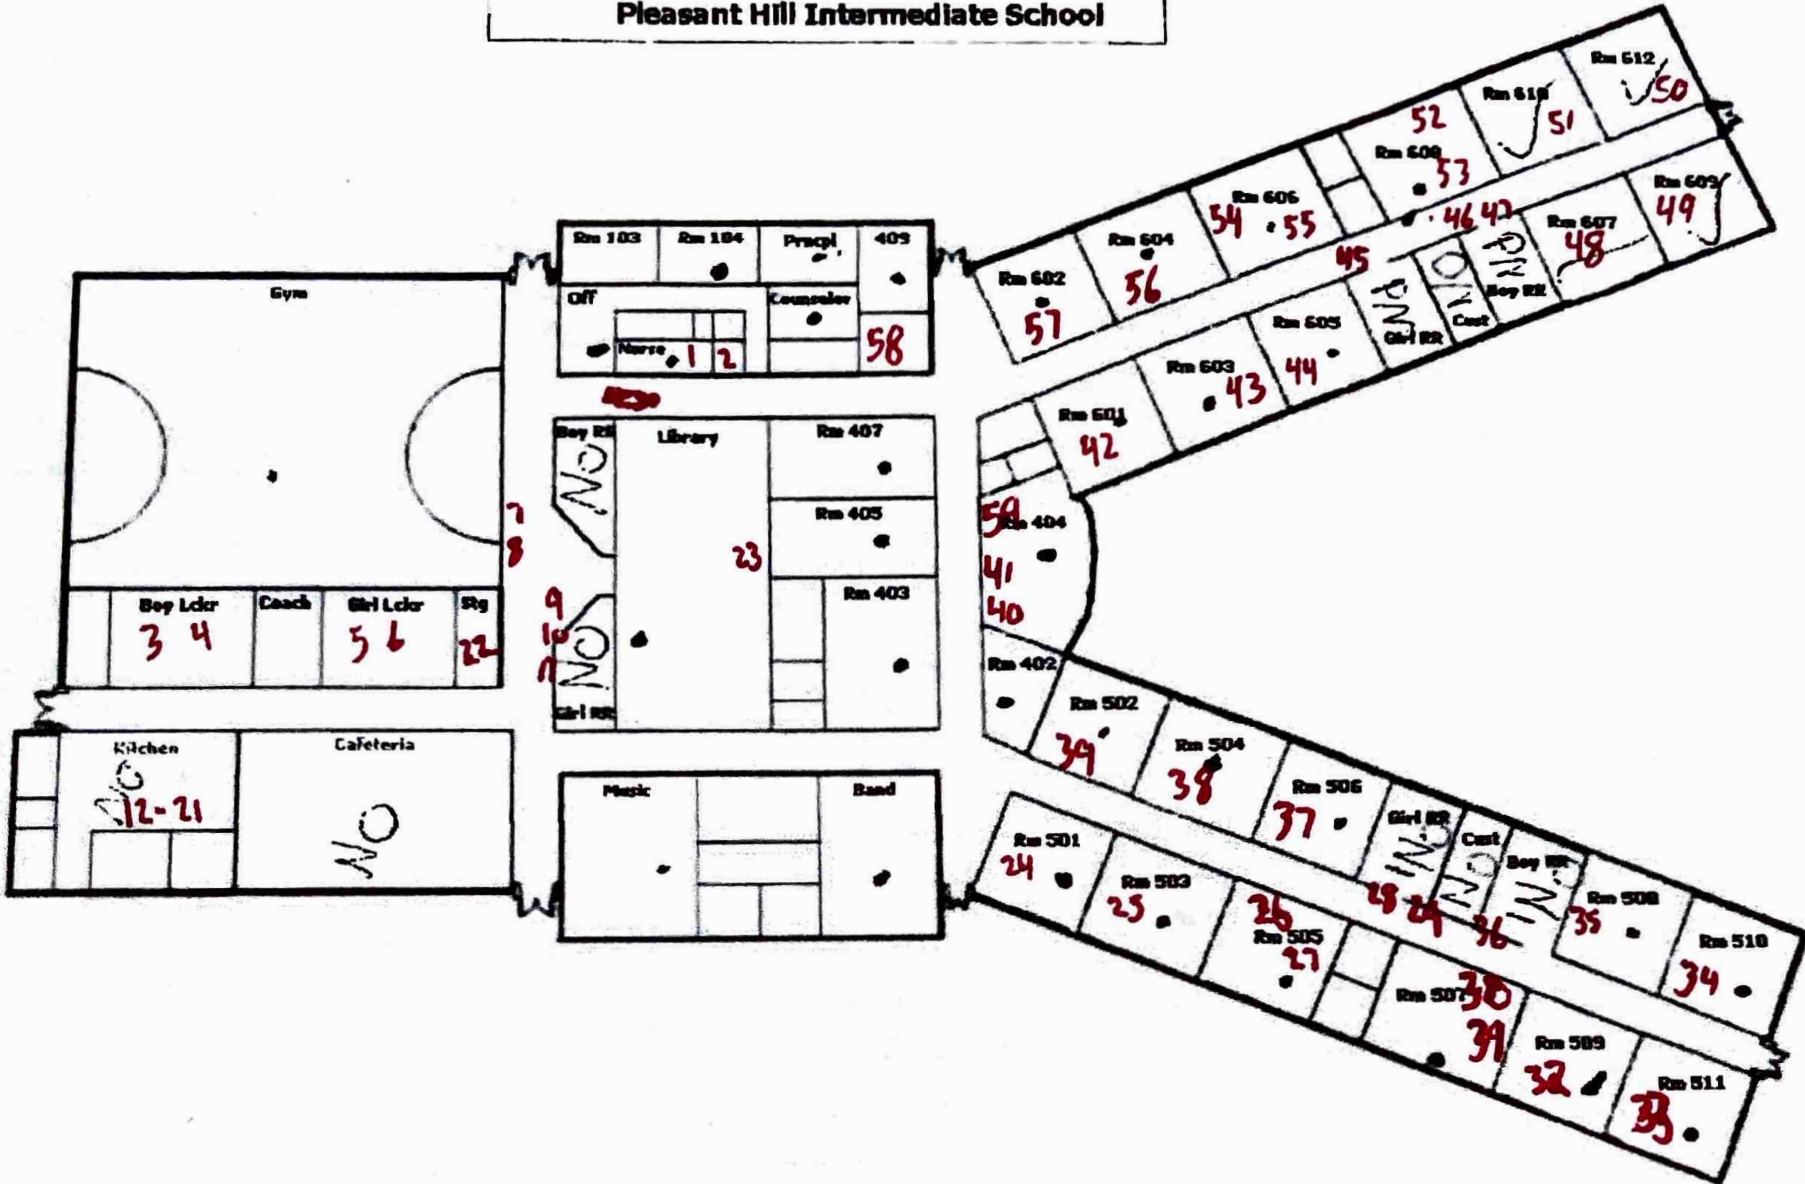 Pleasant Hill Intermediate School
Rm 612
50
Rm 610
51
52
Rm 608
53
Rm 609
49
Rm 606
54 55
46 47
Rm 607
48
Rm 604
56
45
NO
Boy RR
NO
Cust
NO
Girl RR
Rm 602
57
Rm 605
44
Rm 603
43
Rm 601
42
Rm 103
Rm 104
Prncpl
409
Off
Counselor
Nurse
1
2
58
Gym
Boy RR
NO
Library
Rm 407
7
8
23
Rm 405
59
Rm 404
41
40
9
10
11
NO
Girl RR
Rm 403
Boy Lckr
3 4
Coach
Girl Lckr
5 6
Stg
22
Rm 402
Kitchen
NO
12-21
Cafeteria
NO
Music
Band
Rm 502
39
Rm 504
38
Rm 506
37
Girl RR
NO
Cust
NO
Boy RR
NO
Rm 508
35
Rm 510
34
Rm 501
24
Rm 503
25
26
Rm 505
27
28 29
36
Rm 507
30
Rm 509
32
Rm 511
33